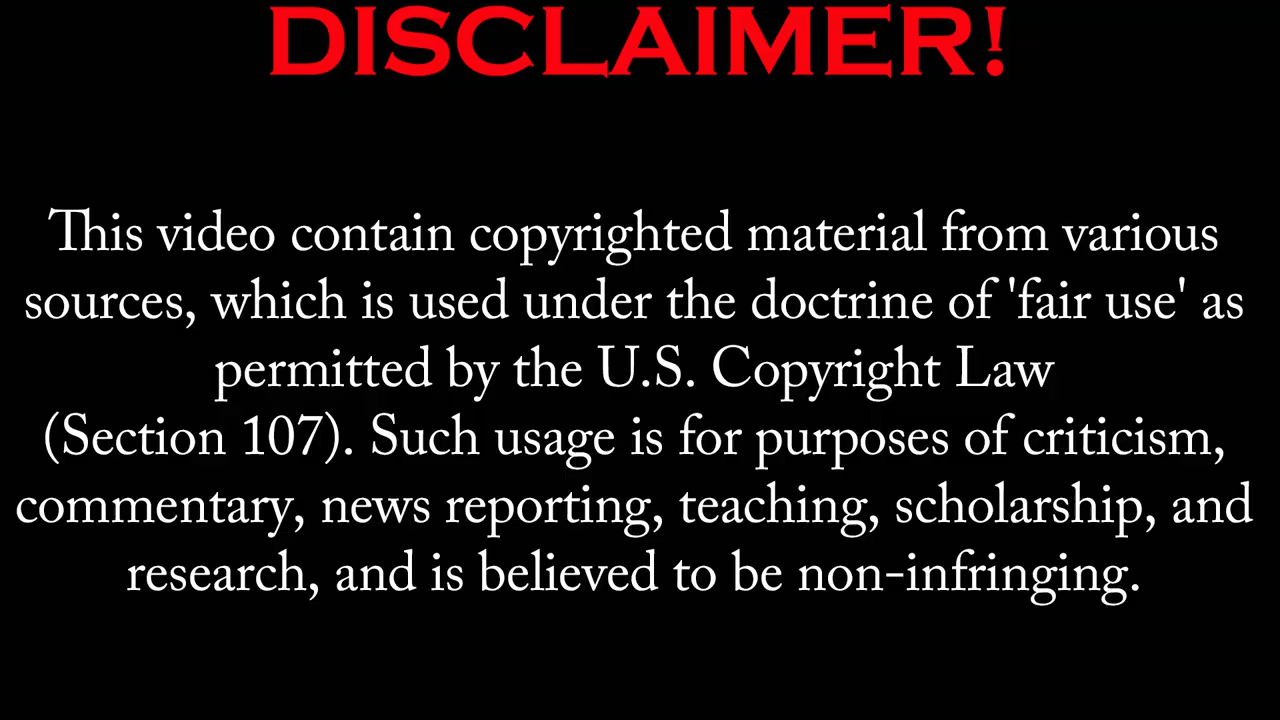 DISCLAIMER!
This video contain copyrighted material from various
sources, which is used under the doctrine of 'fair use' as
permitted by the U.S. Copyright Law
(Section 107). Such usage is for purposes of criticism,
commentary, news reporting, teaching, scholarship, and
research, and is believed to be non-infringing.